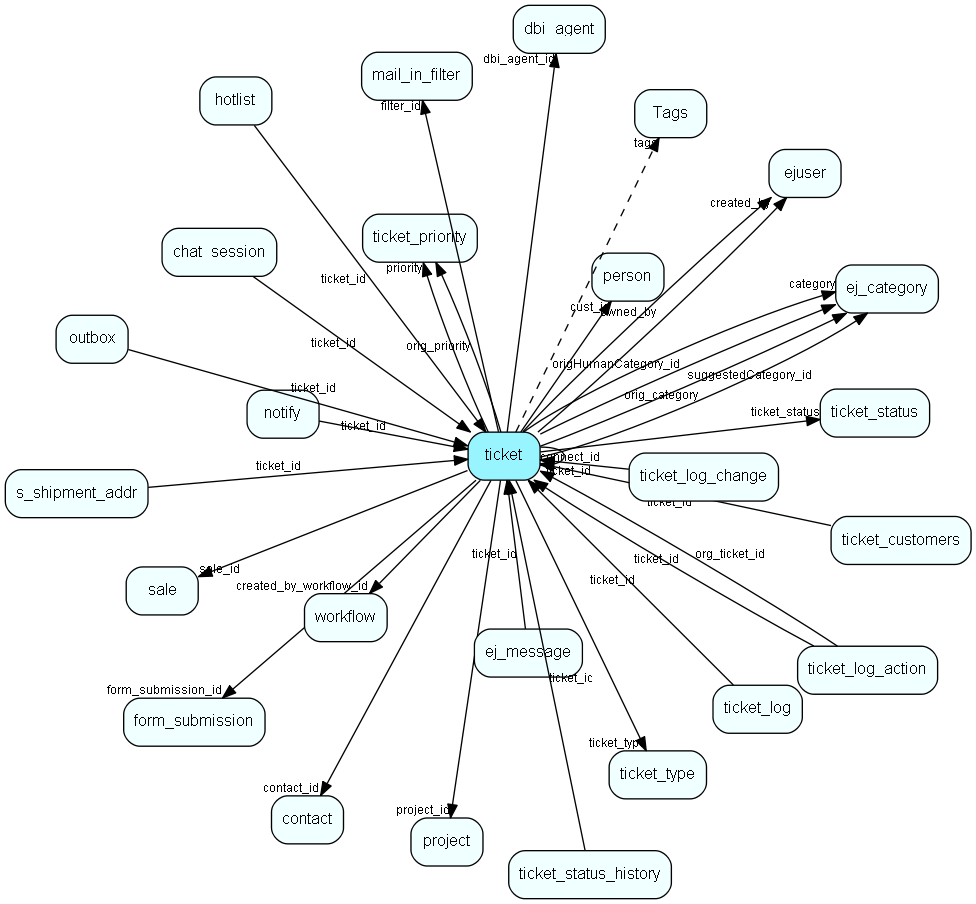 dbi_agent
dbi_agent_id
mail_in_filter
filter_id
hotlist
Tags
tags
ejuser
created_by
ticket_priority
priority
chat_session
person
cust_id
owned_by
ej_category
category
ticket_id
orig_priority
outbox
ticket_id
origHumanCategory_id
suggestedCategory_id
orig_category
ticket_id
notify
ticket_id
ticket_status
ticket_status
ticket
connect_id
ticket_id
ticket_id
s_shipment_addr
ticket_log_change
ticket_id
ticket_customers
ticket_id
org_ticket_id
ticket_id
ticket_id
sale_id
sale
created_by_workflow_id
workflow
ej_message
ticket_id
ticket_log_action
form_submission_id
form_submission
ticket_log
ticket_type
ticket_type
contact_id
contact
project_id
project
ticket_status_history